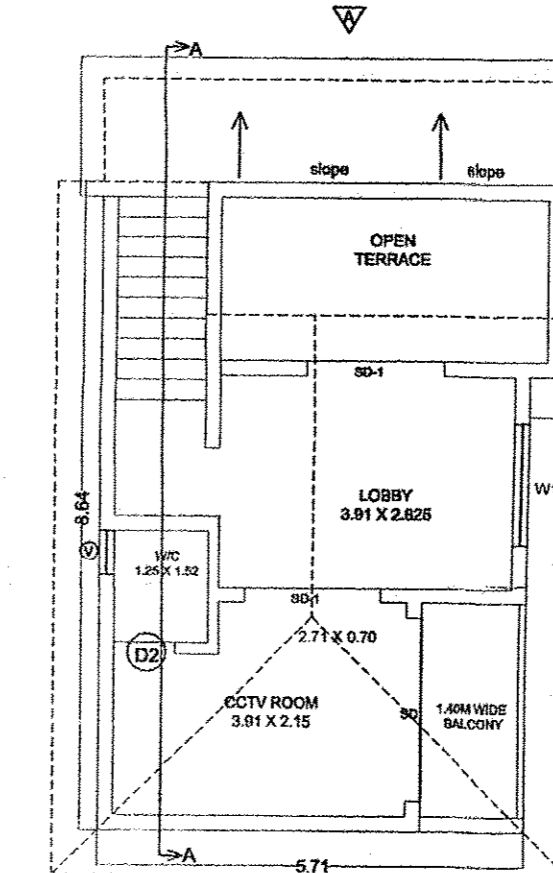 A
A
slope
slope
OPEN
TERRACE
SD-1
LOBBY
3.91 X 2.625
W1
8.64
V
W/C
1.25 X 1.52
SD-1
2.71 X 0.70
D2
CCTV ROOM
3.91 X 2.15
SD
1.40M WIDE
BALCONY
A
5.71